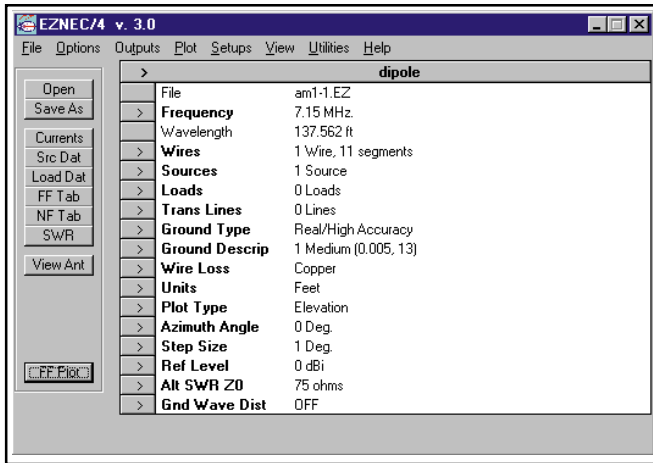 EZNEC/4 v. 3.0
File Options Outputs Plot Setups View Utilities Help
> dipole
Open
Save As
Currents
Src Dat
Load Dat
FF Tab
NF Tab
SWR
View Ant
FF Plot
File am1-1.EZ
> Frequency 7.15 MHz.
Wavelength 137.562 ft
> Wires 1 Wire, 11 segments
> Sources 1 Source
> Loads 0 Loads
> Trans Lines 0 Lines
> Ground Type Real/High Accuracy
> Ground Descrip 1 Medium (0.005, 13)
> Wire Loss Copper
> Units Feet
> Plot Type Elevation
> Azimuth Angle 0 Deg.
> Step Size 1 Deg.
> Ref Level 0 dBi
> Alt SWR Z0 75 ohms
> Gnd Wave Dist OFF